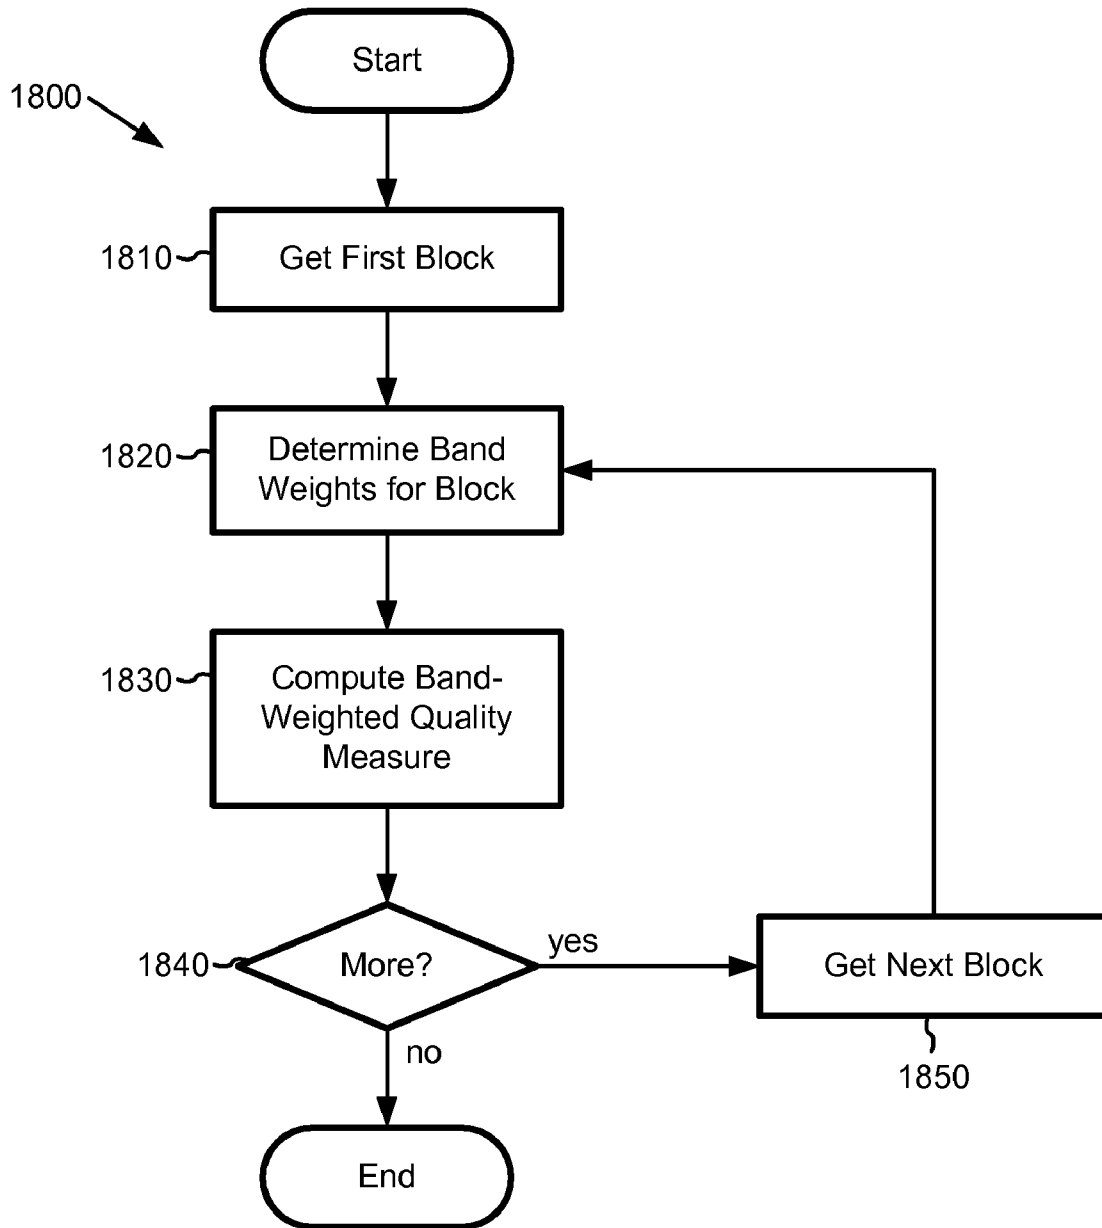 Start
1800
1810
Get First Block
1820
Determine Band
Weights for Block
1830
Compute Band-
Weighted Quality
Measure
1840
More?
yes
Get Next Block
no
1850
End